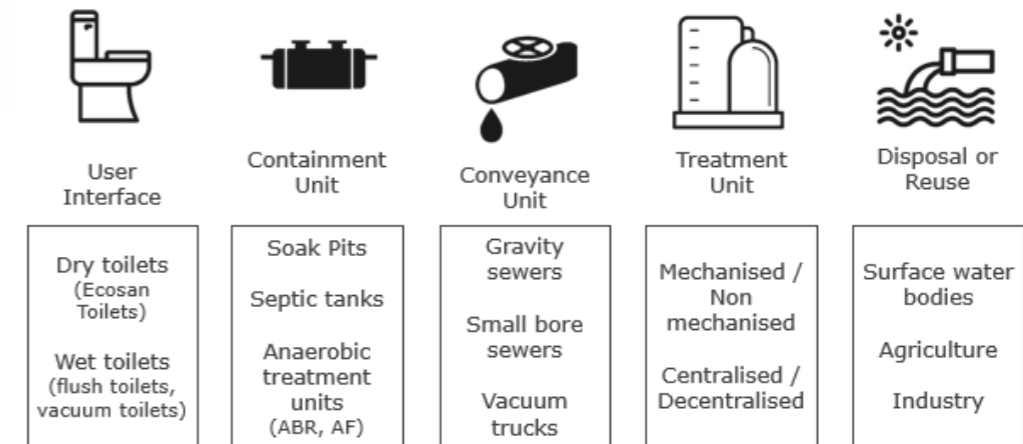 User
Interface
Containment
Unit
Conveyance
Unit
Treatment
Unit
Disposal or
Reuse
Dry toilets
(Ecosan
Toilets)
Wet toilets
(flush toilets,
vacuum toilets)
Soak Pits
Septic tanks
Anaerobic
treatment
units
(ABR, AF)
Gravity
sewers
Small bore
sewers
Vacuum
trucks
Mechanised /
Non
mechanised
Centralised /
Decentralised
Surface water
bodies
Agriculture
Industry